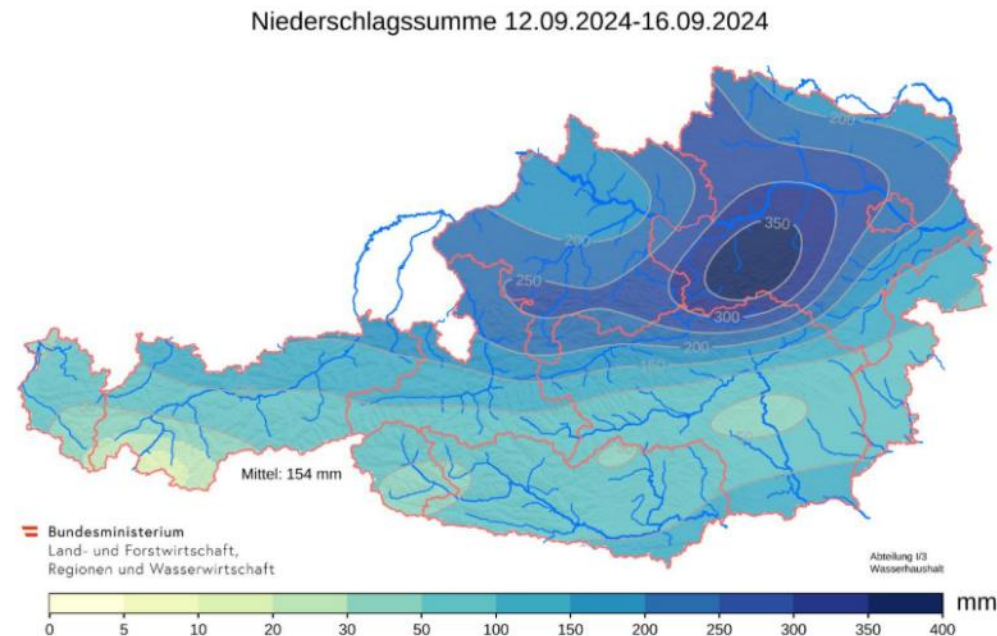 Niederschlagssumme 12.09.2024-16.09.2024
200
350
200
250
300
200
150
50
Mittel: 154 mm
Bundesministerium
Land- und Forstwirtschaft,
Regionen und Wasserwirtschaft
Abteilung I/3
Wasserhaushalt
mm
0 5 10 20 30 50 100 150 200 250 300 350 400